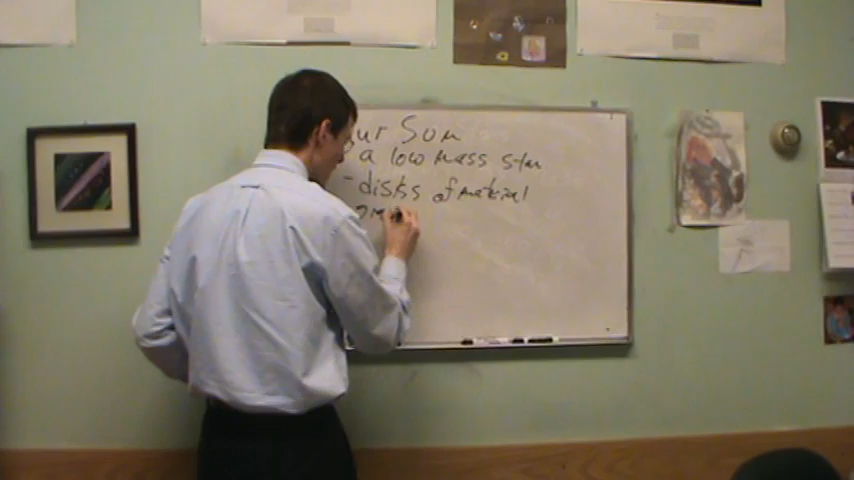 ur Sun
a low mass star
- disks of material